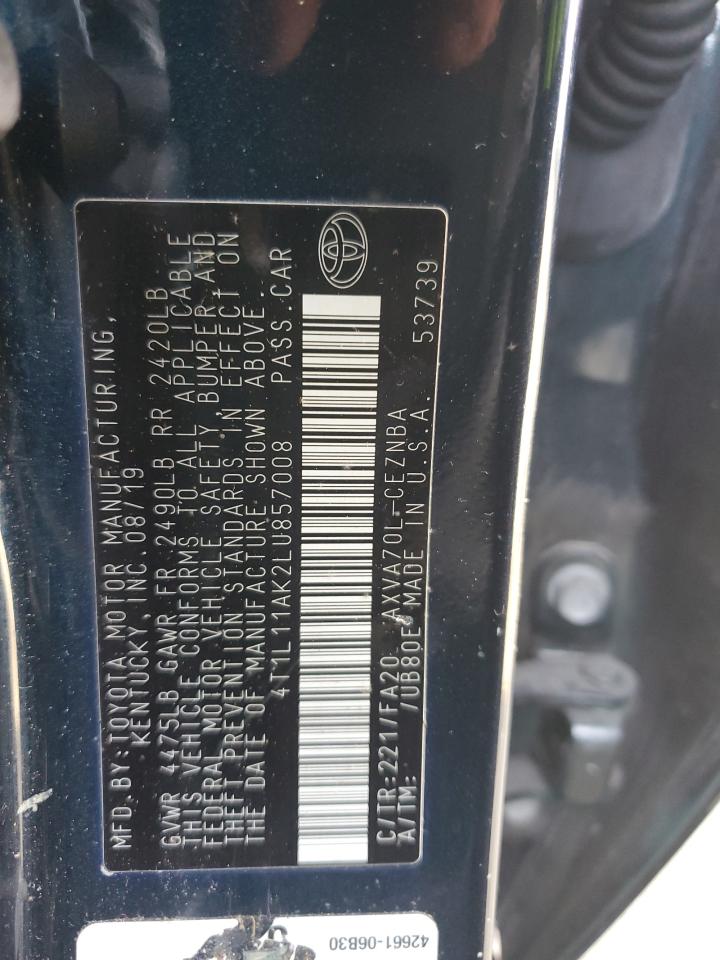 MFD. BY: TOYOTA MOTOR MANUFACTURING,
KENTUCKY, INC. 08/19
GVWR 4475LB GAWR FR 2490LB RR 2420LB
THIS VEHICLE CONFORMS TO ALL APPLICABLE
FEDERAL MOTOR VEHICLE SAFETY, BUMPER, AND
THEFT PREVENTION STANDARDS IN EFFECT ON
THE DATE OF MANUFACTURE SHOWN ABOVE.
4T1L11AK2LU857008 PASS.CAR
C/TR:221/FA20 AXVA70L-CEZNBA
A/TM: /UB80E MADE IN U.S.A. 53739
42661-06B30